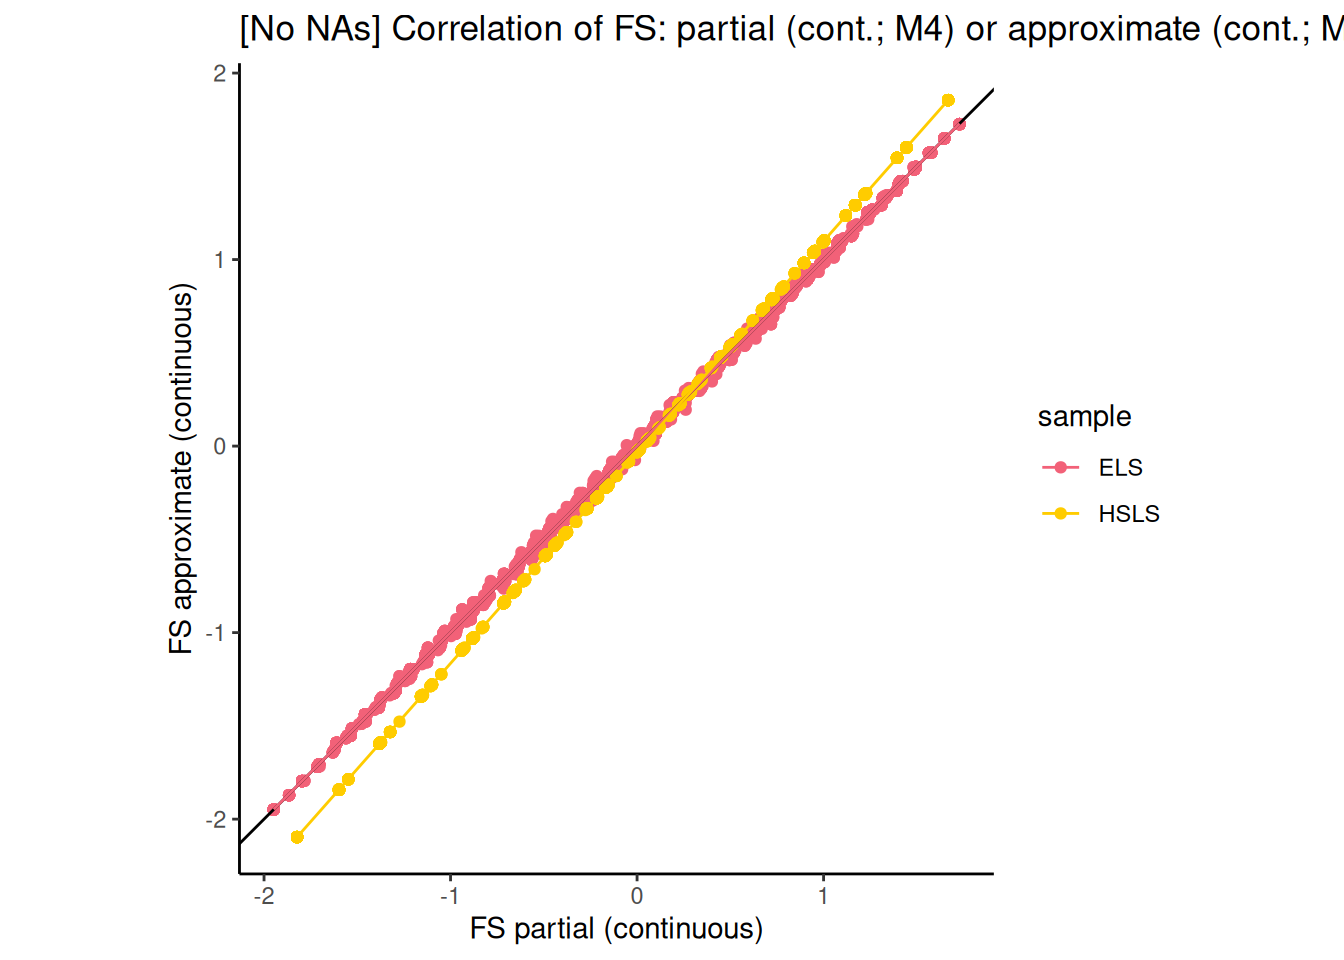 [No NAs] Correlation of FS: partial (cont.; M4) or approximate (cont.; M
2
1
0
-1
-2
FS approximate (continuous)
-2
-1
0
1
FS partial (continuous)
sample
ELS
HSLS